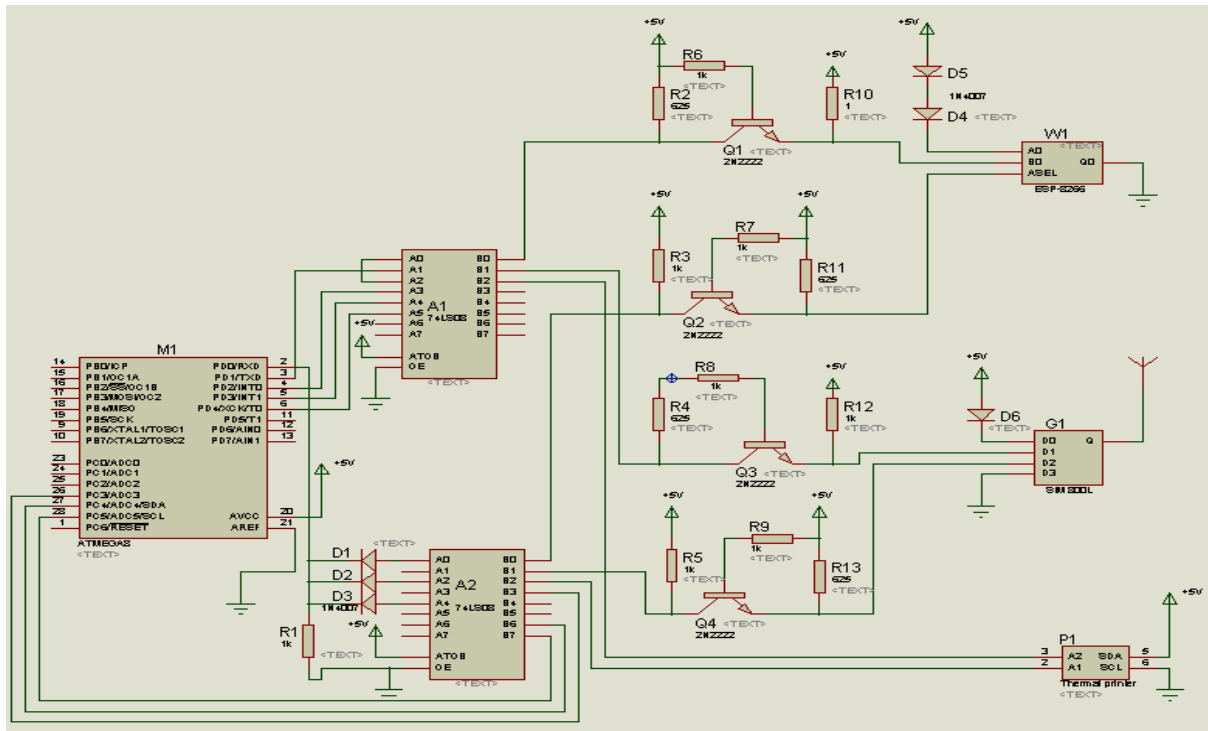 +5V
R6
1k
<TEXT>
R2
625
<TEXT>
Q1 <TEXT>
2N2222
+5V
R10
1
<TEXT>
+5V
D5
1N4007
D4 <TEXT>
W1
<TEXT>
A0
B0 Q0
ASEL
ESP-8266
+5V
R3
1k
<TEXT>
R7
1k
<TEXT>
+5V
R11
625
<TEXT>
Q2 <TEXT>
2N2222
A0 B0
A1 B1
A2 B2
A3 B3
A4 B4
A5 B5
A6 B6
A7 B7
A1
74LS08
ATOB
OE
<TEXT>
+5V
M1
14 PB0/ICP PD0/RXD 2
15 PB1/OC1A PD1/TXD 3
16 PB2/SS/OC1B PD2/INT0 4
17 PB3/MOSI/OC2 PD3/INT1 5
18 PB4/MISO PD4/XCK/T0 6
19 PB5/SCK PD5/T1 11
9 PB6/XTAL1/TOSC1 PD6/AIN0 12
10 PB7/XTAL2/TOSC2 PD7/AIN1 13
23 PC0/ADC0
24 PC1/ADC1
25 PC2/ADC2
26 PC3/ADC3
27 PC4/ADC4/SDA
28 PC5/ADC5/SCL AVCC 20
1 PC6/RESET AREF 21
ATMEGA8
<TEXT>
+5V
R8
1k
<TEXT>
R4
625
<TEXT>
Q3 <TEXT>
2N2222
+5V
R12
1k
<TEXT>
+5V
D6
<TEXT>
G1
D0 Q
D1
D2
D3
SIM800L
<TEXT>
+5V
R5
1k
<TEXT>
R9
1k
<TEXT>
+5V
R13
625
<TEXT>
Q4 <TEXT>
2N2222
D1 <TEXT>
D2
D3
1N4007
+5V
R1
1k
<TEXT>
A0 B0
A1 B1
A2 B2
A3 B3
A4 B4
A5 B5
A6 B6
A7 B7
A2
74LS08
ATOB
OE
<TEXT>
+5V
P1
3 A2 SDA 5
2 A1 SCL 6
Thermal printer
<TEXT>